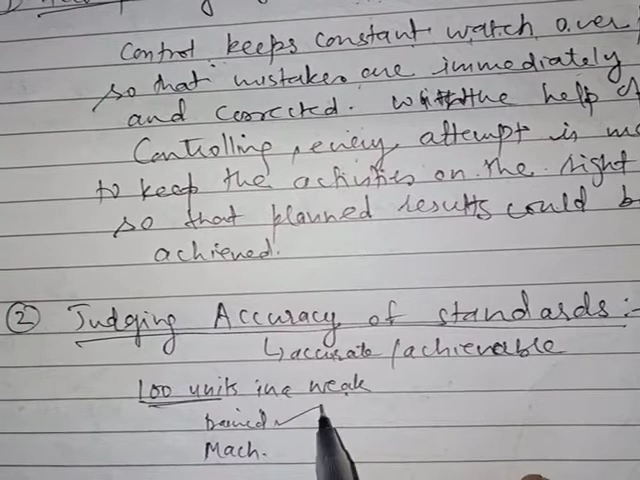 Control keeps constant watch over
so that mistakes are immediately
and corrected. With the help of
Controlling, every attempt is
to keep the activities on the right
so that planned results could b
achieved.
② Judging Accuracy of standards :-
↳ accurate / achievable
100 units in a weak
trained ✓
Mach.